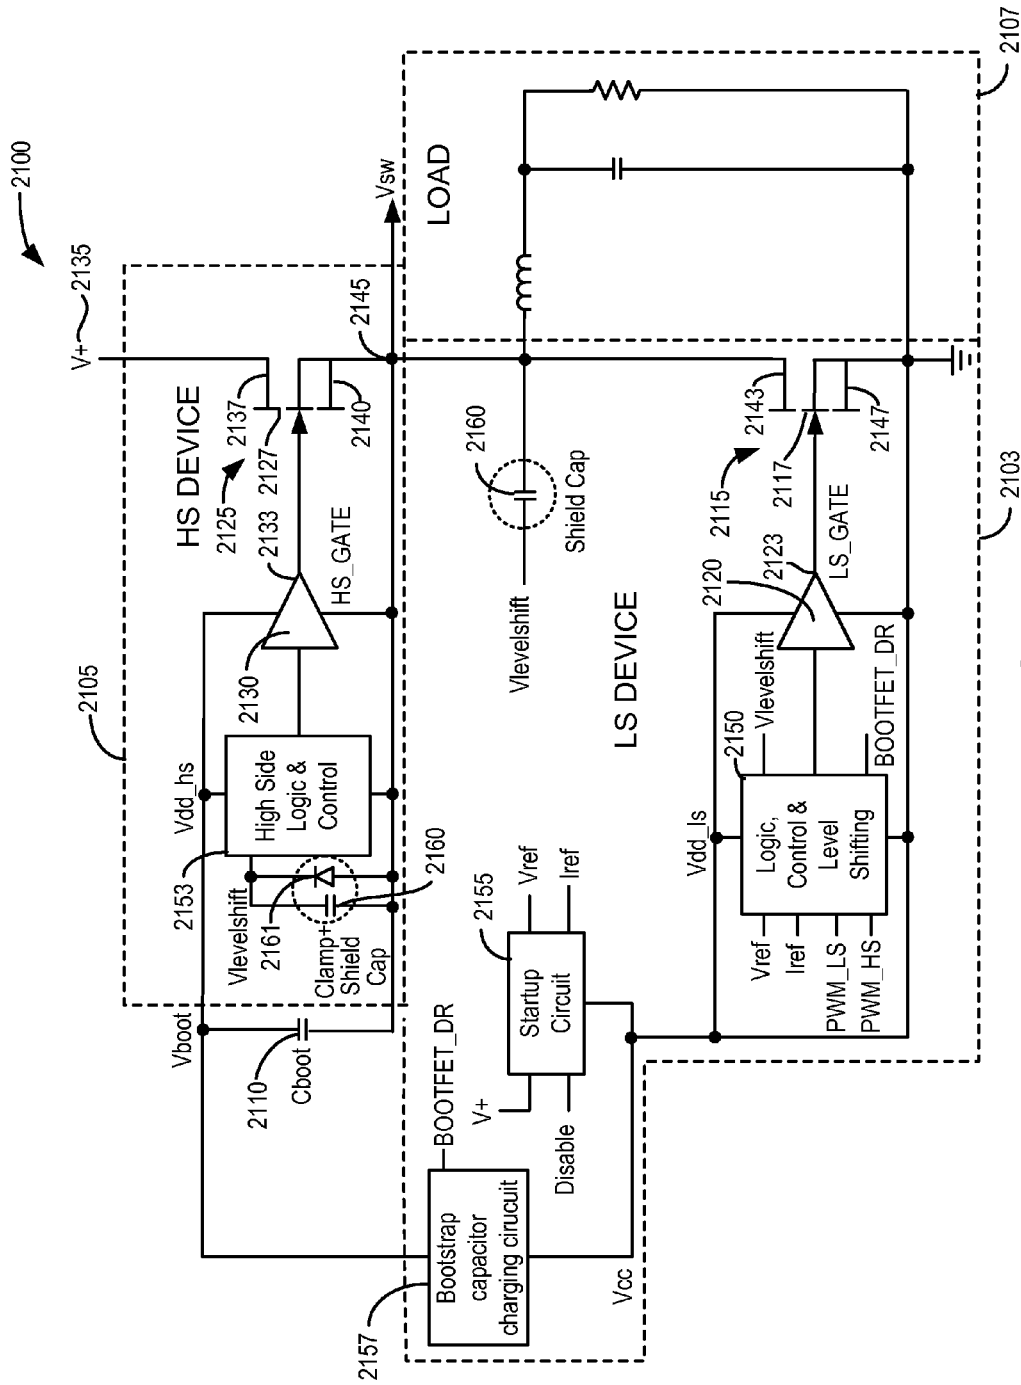 2100
V+
2135
2105
HS DEVICE
2137
2125
2127
2133
2130
HS_GATE
2140
2145
Vsw
Vdd_hs
High Side
Logic &
Control
2153
Vlevelshift
2161
Clamp+
Shield
Cap
2160
Vboot
2110
Cboot
LOAD
2107
Vlevelshift
2160
Shield Cap
LS DEVICE
2143
2115
2117
2123
2120
LS_GATE
2147
2103
Vdd_ls
2150
Vlevelshift
BOOTFET_DR
Logic,
Control &
Level
Shifting
Vref
Iref
PWM_LS
PWM_HS
2155
Vref
Iref
Startup
Circuit
V+
Disable
BOOTFET_DR
Bootstrap
capacitor
charging cirucuit
2157
Vcc